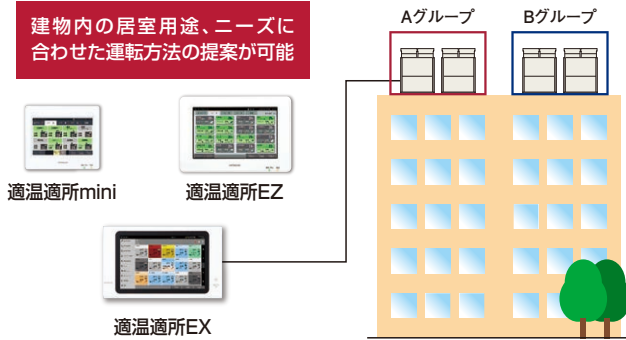 建物内の居室用途、ニーズに
合わせた運転方法の提案が可能
Aグループ
Bグループ
適温適所mini
適温適所EZ
適温適所EX